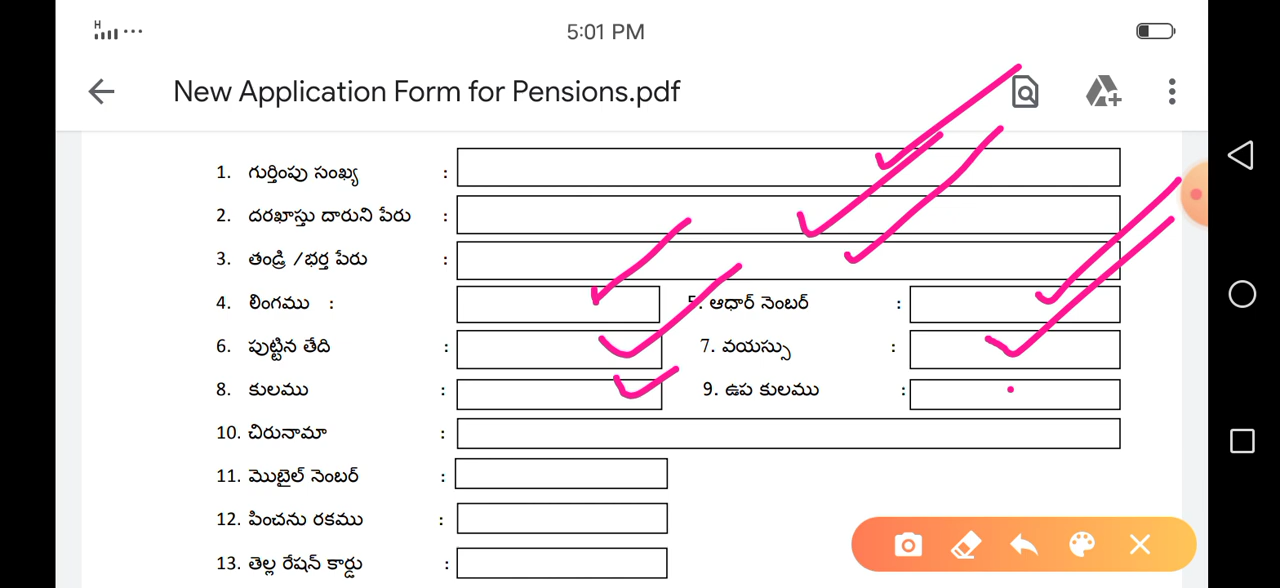 H
5:01 PM
New Application Form for Pensions.pdf
1. గుర్తింపు సంఖ్య :
2. దరఖాస్తు దారుని పేరు :
3. తండ్రి /భర్త పేరు :
4. లింగము : 5. ఆధార్ నెంబర్ :
6. పుట్టిన తేది : 7. వయస్సు :
8. కులము : 9. ఉప కులము :
10. చిరునామా :
11. మొబైల్ నెంబర్ :
12. పించను రకము :
13. తెల్ల రేషన్ కార్డు :